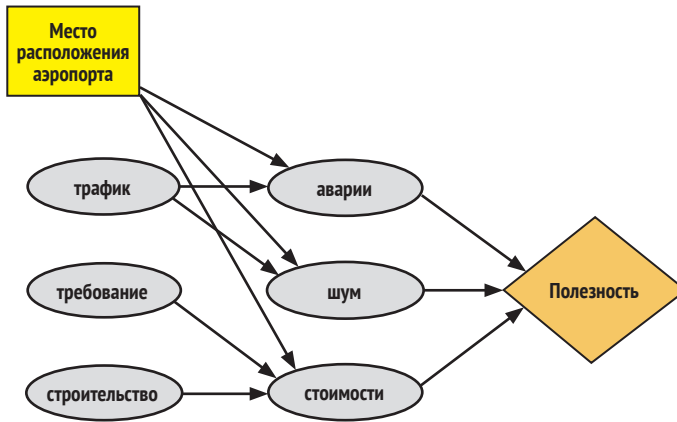 Место
расположения
аэропорта
трафик
аварии
требование
шум
Полезность
строительство
стоимости